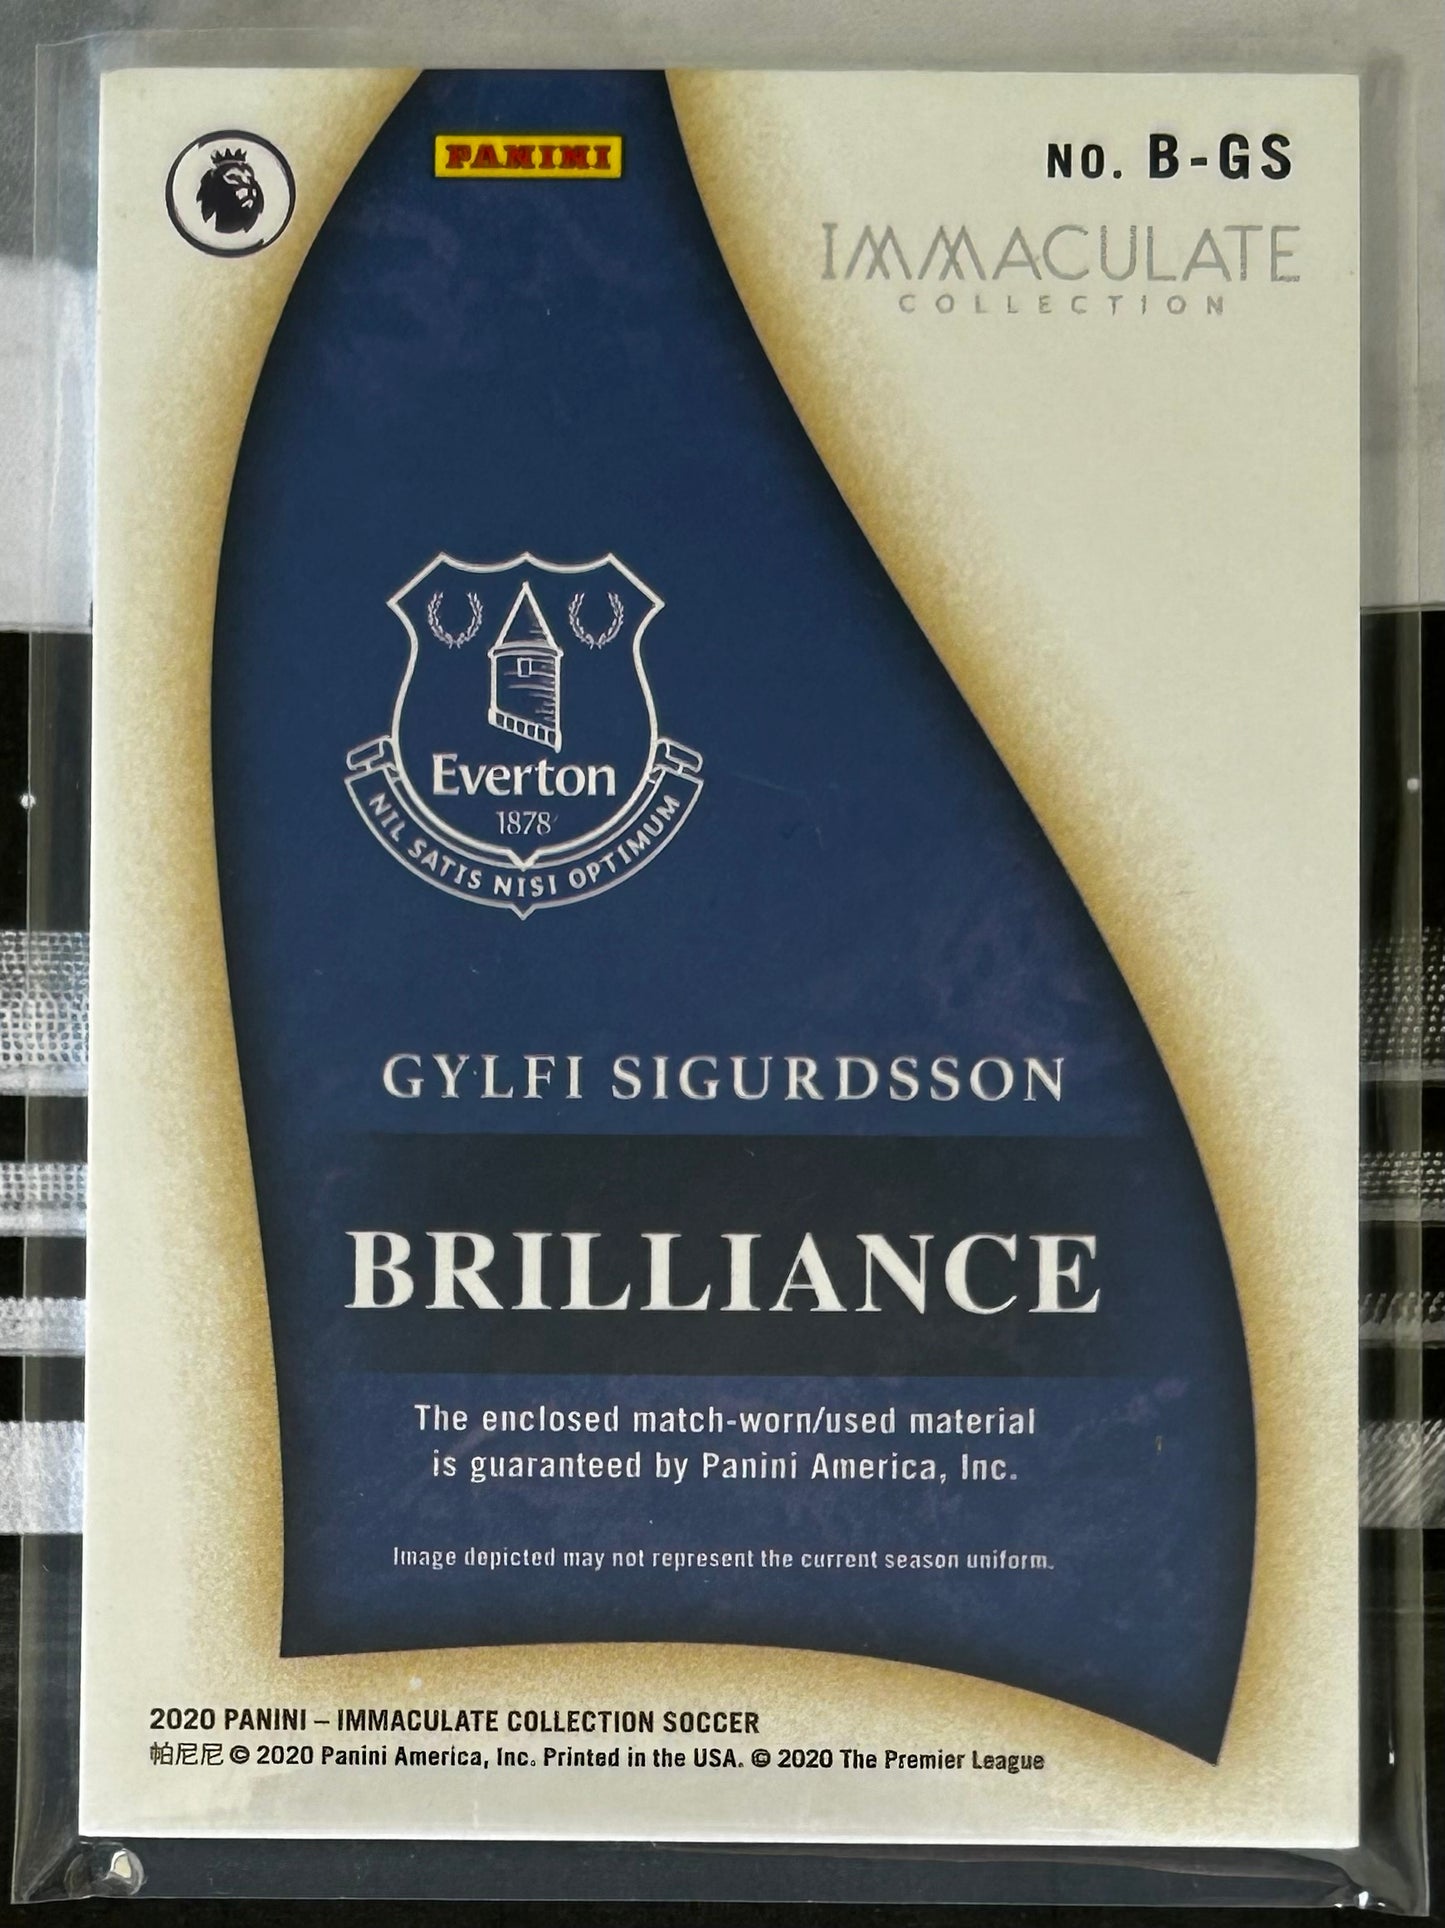 PANINI
NO. B-GS
IMMACULATE
COLLECTION
Everton
1878
NIL SATIS NISI OPTIMUM
GYLFI SIGURDSSON
BRILLIANCE
The enclosed match-worn/used material
is guaranteed by Panini America, Inc.
Image depicted may not represent the current season uniform.
2020 PANINI – IMMACULATE COLLECTION SOCCER
帕尼尼 © 2020 Panini America, Inc. Printed in the USA. © 2020 The Premier League